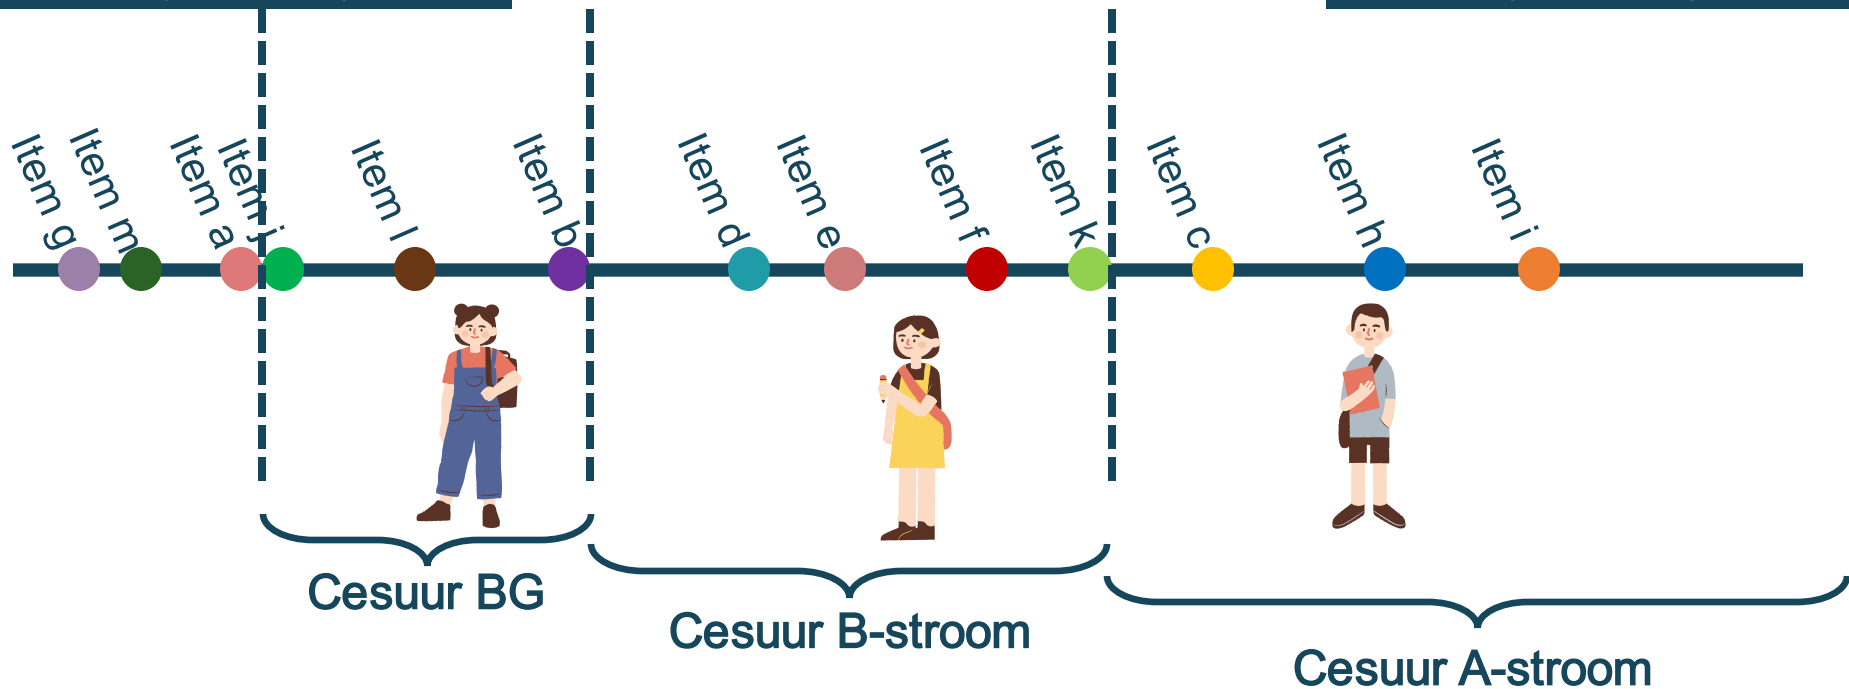 Item g
Item m
Item a
Item j
Item l
Item b
Item d
Item e
Item f
Item k
Item c
Item h
Item i
Cesuur BG
Cesuur B-stroom
Cesuur A-stroom